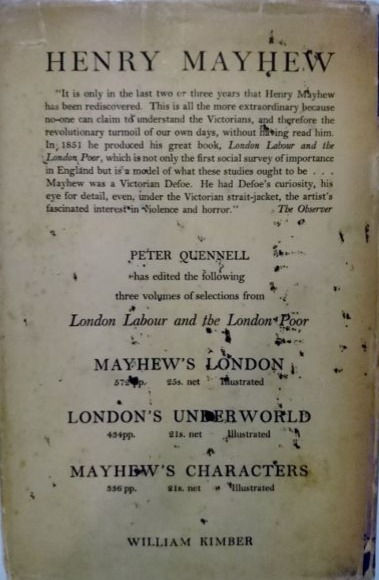 HENRY MAYHEW
"It is only in the last two or three years that Henry Mayhew
has been rediscovered. This is all the more extraordinary because
no-one can claim to understand the Victorians, and therefore the
revolutionary turmoil of our own days, without having read him.
In 1851 he produced his great book, London Labour and the
London Poor, which is not only the first social survey of importance
in England but is a model of what these studies ought to be . . .
Mayhew was a Victorian Defoe. He had Defoe's curiosity, his
eye for detail, even, under the Victorian strait-jacket, the artist's
fascinated interest in violence and horror." The Observer
PETER QUENNELL
has edited the following
three volumes of selections from
London Labour and the London Poor
MAYHEW'S LONDON
pp. 25s. net Illustrated
LONDON'S UNDERWORLD
434pp. 21s. net Illustrated
MAYHEW'S CHARACTERS
336 pp. 21s. net Illustrated
WILLIAM KIMBER